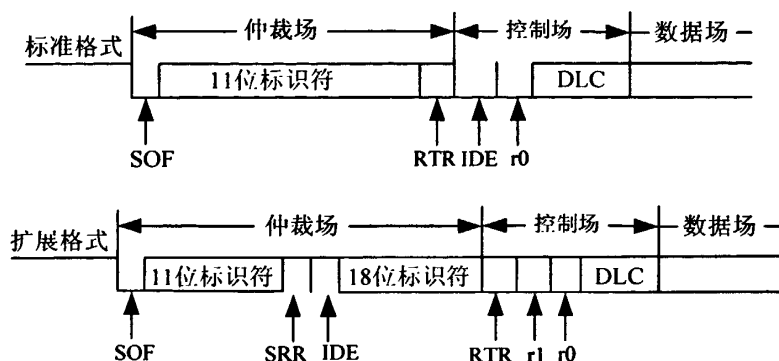 标准格式 仲裁场 控制场 数据场
11位标识符 DLC
SOF RTR IDE r0
扩展格式 仲裁场 控制场 数据场
11位标识符 18位标识符 DLC
SOF SRR IDE RTR r1 r0